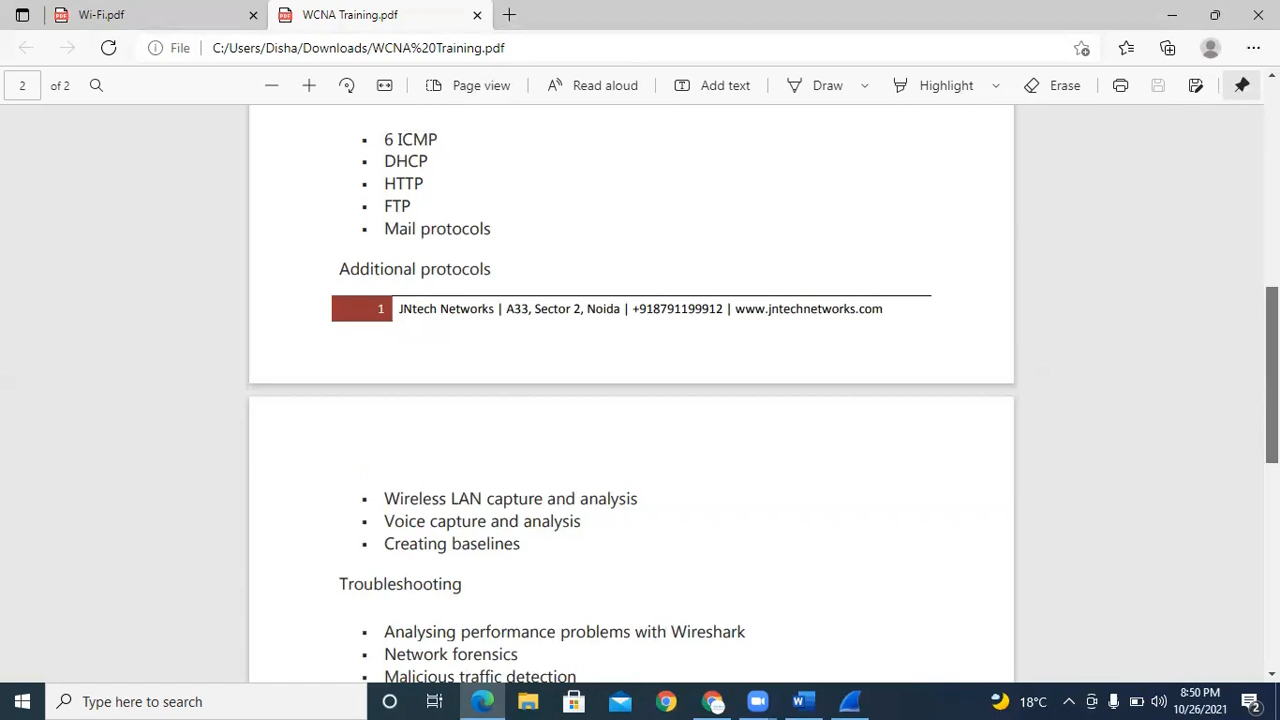 Wi-Fi.pdf
WCNA Training.pdf
File
C:/Users/Disha/Downloads/WCNA%20Training.pdf
2
of 2
Page view
Read aloud
Add text
Draw
Highlight
Erase
▪ 6 ICMP
▪ DHCP
▪ HTTP
▪ FTP
▪ Mail protocols
Additional protocols
1 JNtech Networks | A33, Sector 2, Noida | +918791199912 | www.jntechnetworks.com
▪ Wireless LAN capture and analysis
▪ Voice capture and analysis
▪ Creating baselines
Troubleshooting
▪ Analysing performance problems with Wireshark
▪ Network forensics
▪ Malicious traffic detection
Type here to search
18°C
8:50 PM
10/26/2021
2